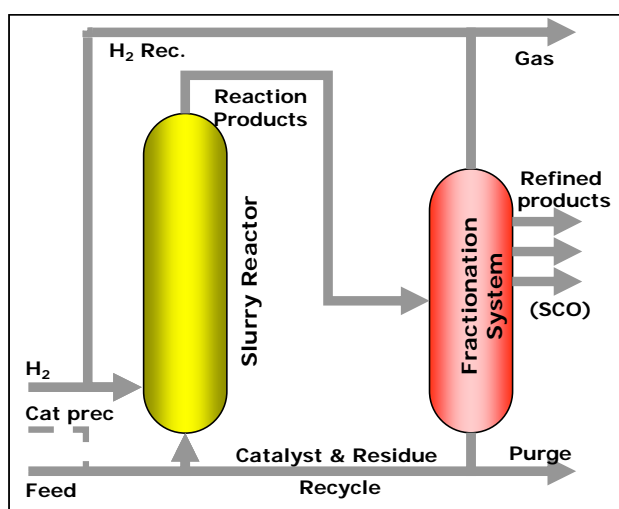 H2 Rec.
Gas
Reaction
Products
Refined
products
Slurry Reactor
Fractionation
System
(SCO)
H2
Cat prec
Catalyst & Residue
Purge
Feed
Recycle